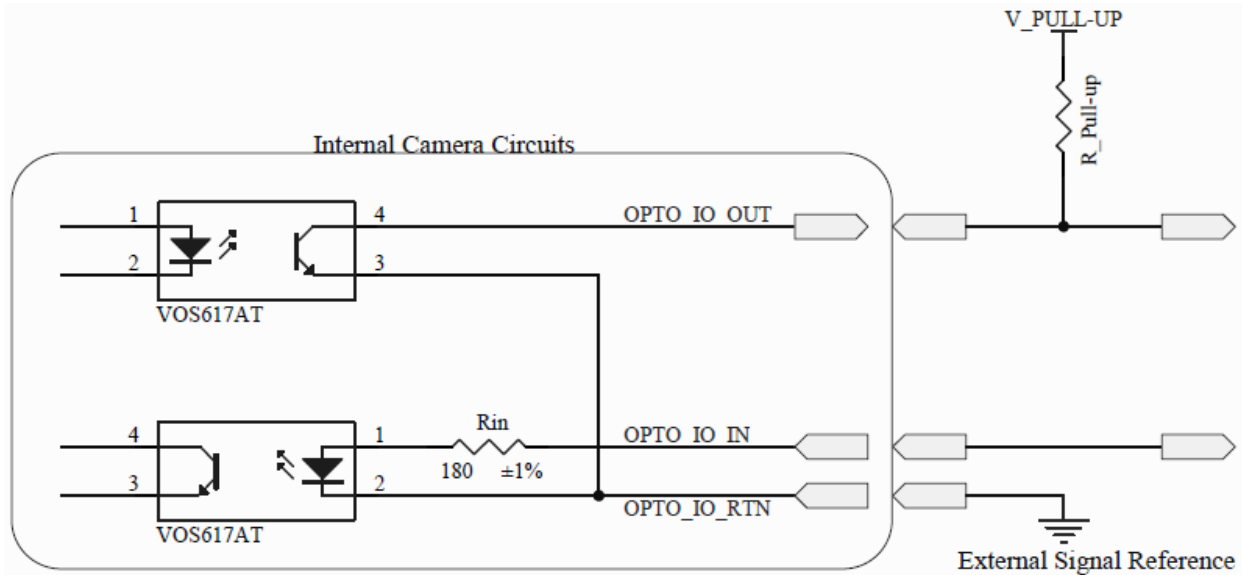 V_PULL-UP
R_Pull-up
Internal Camera Circuits
1
4
OPTO_IO_OUT
2
3
VOS617AT
4
1
Rin
OPTO_IO_IN
180 ±1%
3
2
OPTO_IO_RTN
VOS617AT
External Signal Reference